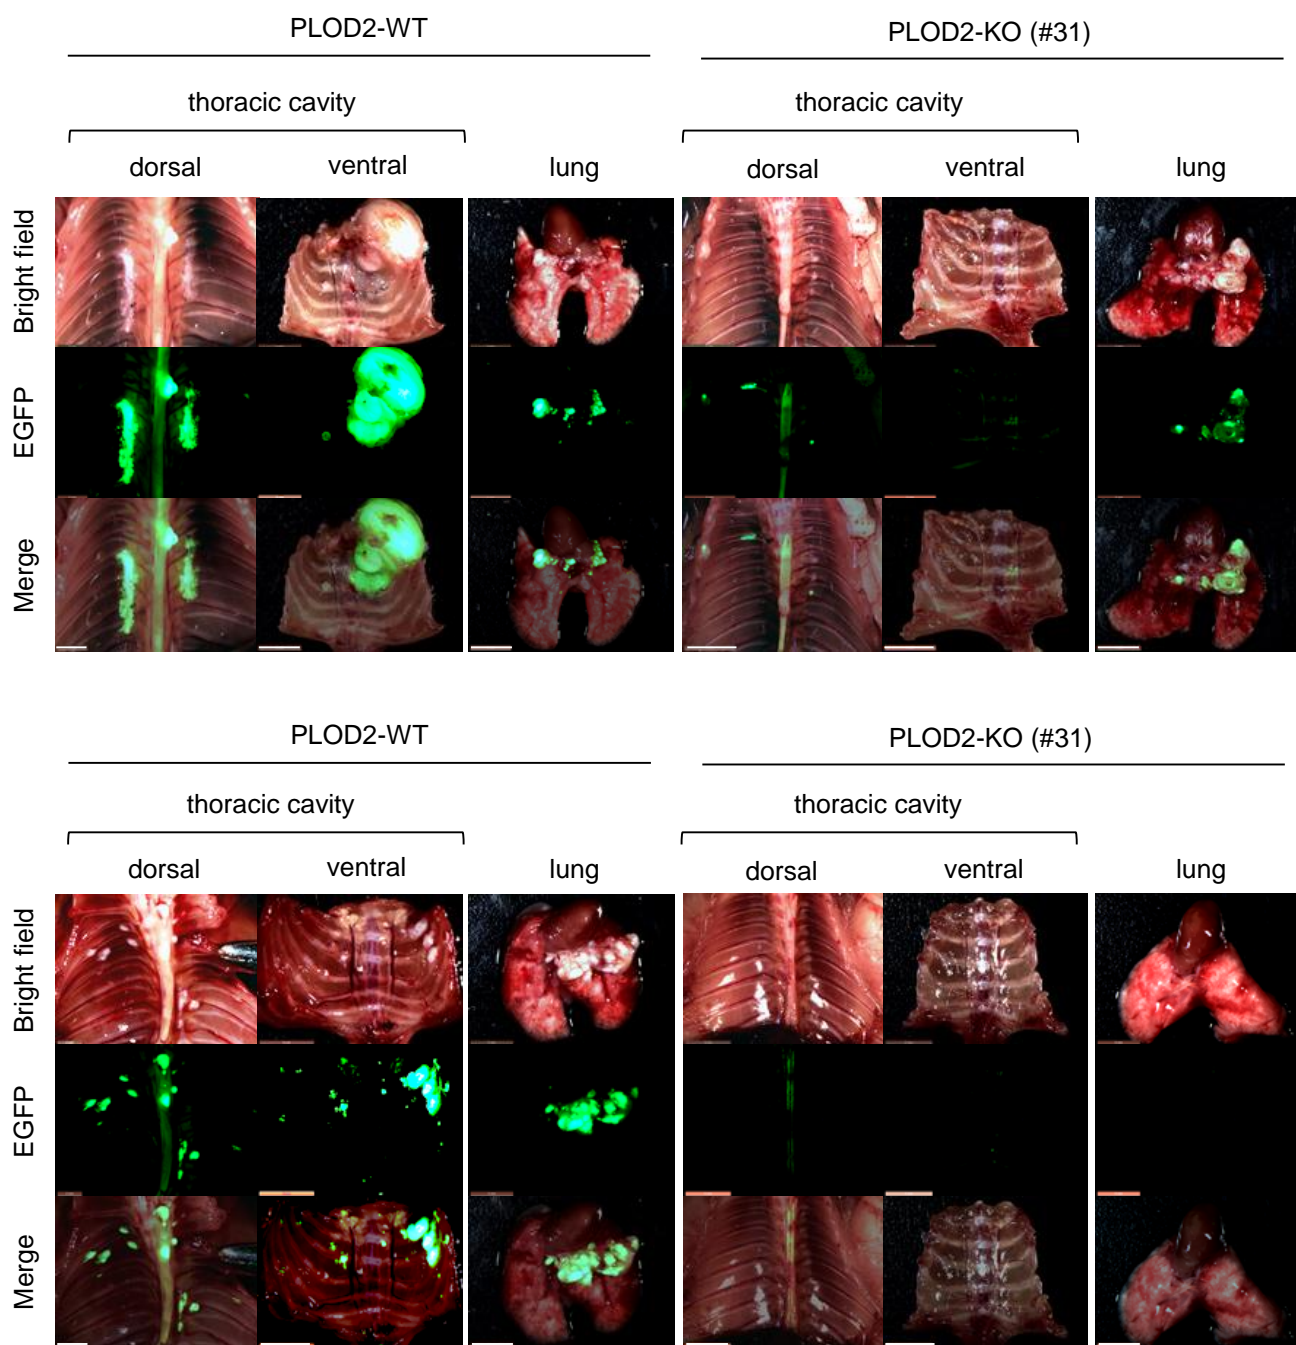 PLOD2-WT
PLOD2-KO (#31)
thoracic cavity
thoracic cavity
dorsal
ventral
lung
dorsal
ventral
lung
Bright field
EGFP
Merge
PLOD2-WT
PLOD2-KO (#31)
thoracic cavity
thoracic cavity
dorsal
ventral
lung
dorsal
ventral
lung
Bright field
EGFP
Merge